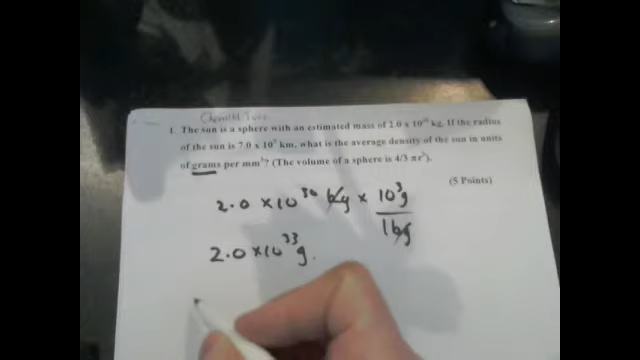 1. The sun is a sphere with an estimated mass of 2.0 x 10³⁰ kg. If the radius
of the sun is 7.0 x 10⁵ km, what is the average density of the sun in units
of grams per mm³? (The volume of a sphere is 4/3 πr³).
(5 Points)
2.0 × 10³⁰ kg × 10³g
1kg
2.0 × 10³³ g.